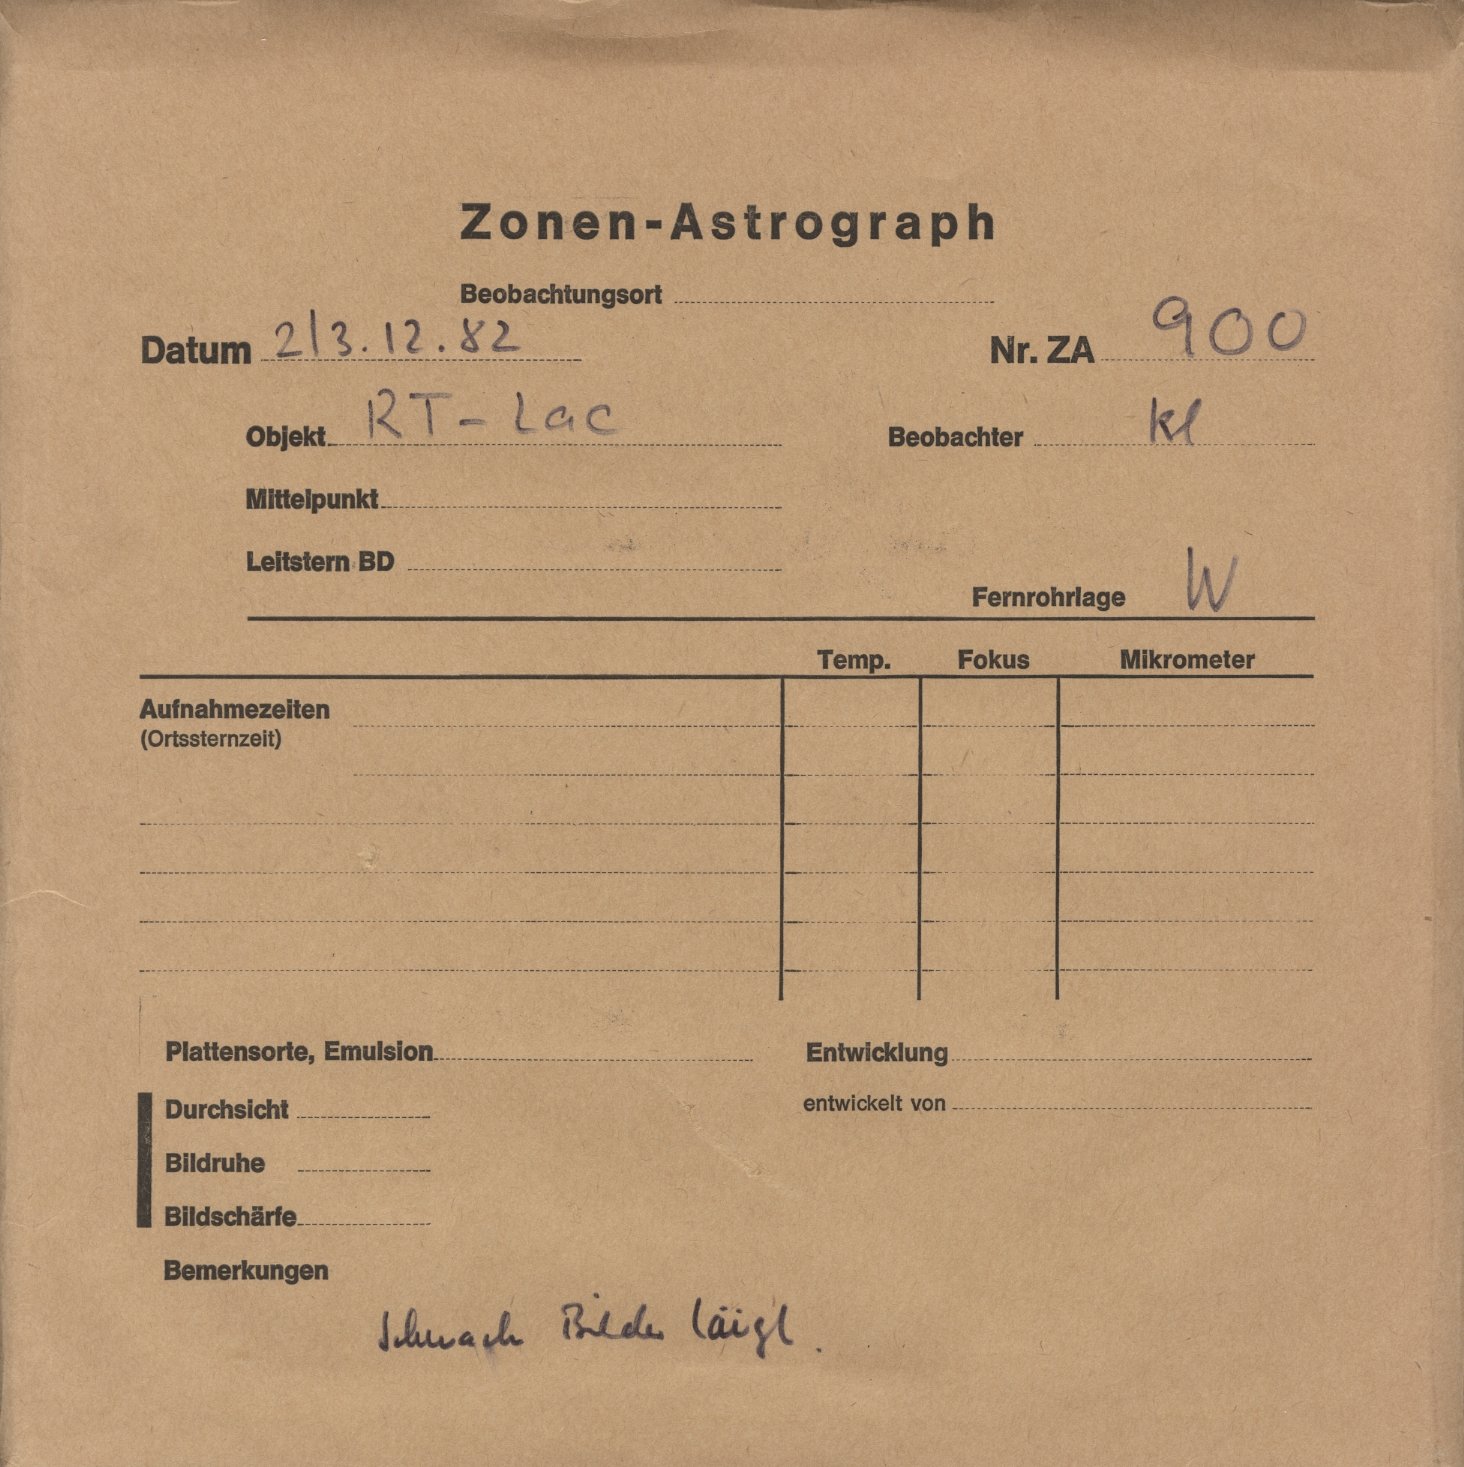 Zonen-Astrograph
Beobachtungsort
Datum 2/3.12.82
Nr. ZA 900
Objekt RT-Lac
Beobachter Kl
Mittelpunkt
Leitstern BD
Fernrohrlage W
Temp. Fokus Mikrometer
Aufnahmezeiten
(Ortssternzeit)
Plattensorte, Emulsion
Entwicklung
Durchsicht
entwickelt von
Bildruhe
Bildschärfe
Bemerkungen
Schwach Bilder längl.